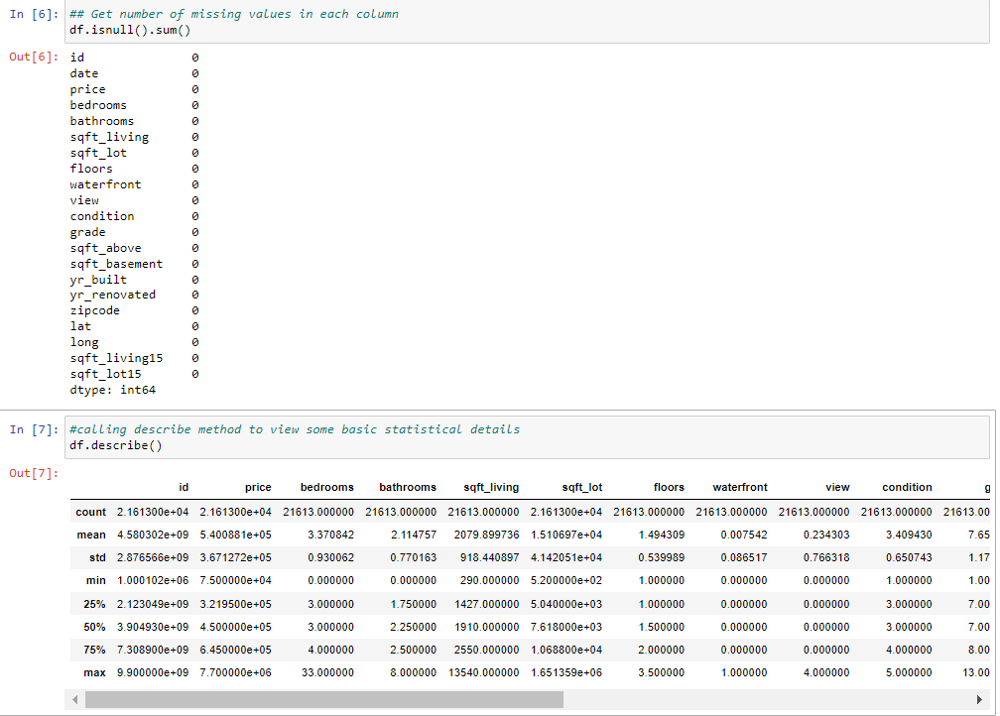 In [6]: ## Get number of missing values in each column
df.isnull().sum()
Out[6]: id 0
date 0
price 0
bedrooms 0
bathrooms 0
sqft_living 0
sqft_lot 0
floors 0
waterfront 0
view 0
condition 0
grade 0
sqft_above 0
sqft_basement 0
yr_built 0
yr_renovated 0
zipcode 0
lat 0
long 0
sqft_living15 0
sqft_lot15 0
dtype: int64
In [7]: #calling describe method to view some basic statistical details
df.describe()
Out[7]:
id price bedrooms bathrooms sqft_living sqft_lot floors waterfront view condition g
count 2.161300e+04 2.161300e+04 21613.000000 21613.000000 21613.000000 2.161300e+04 21613.000000 21613.000000 21613.000000 21613.000000 21613.00
mean 4.580302e+09 5.400881e+05 3.370842 2.114757 2079.899736 1.510697e+04 1.494309 0.007542 0.234303 3.409430 7.65
std 2.876566e+09 3.671272e+05 0.930062 0.770163 918.440897 4.142051e+04 0.539989 0.086517 0.766318 0.650743 1.17
min 1.000102e+06 7.500000e+04 0.000000 0.000000 290.000000 5.200000e+02 1.000000 0.000000 0.000000 1.000000 1.00
25% 2.123049e+09 3.219500e+05 3.000000 1.750000 1427.000000 5.040000e+03 1.000000 0.000000 0.000000 3.000000 7.00
50% 3.904930e+09 4.500000e+05 3.000000 2.250000 1910.000000 7.618000e+03 1.500000 0.000000 0.000000 3.000000 7.00
75% 7.308900e+09 6.450000e+05 4.000000 2.500000 2550.000000 1.068800e+04 2.000000 0.000000 0.000000 4.000000 8.00
max 9.900000e+09 7.700000e+06 33.000000 8.000000 13540.000000 1.651359e+06 3.500000 1.000000 4.000000 5.000000 13.00